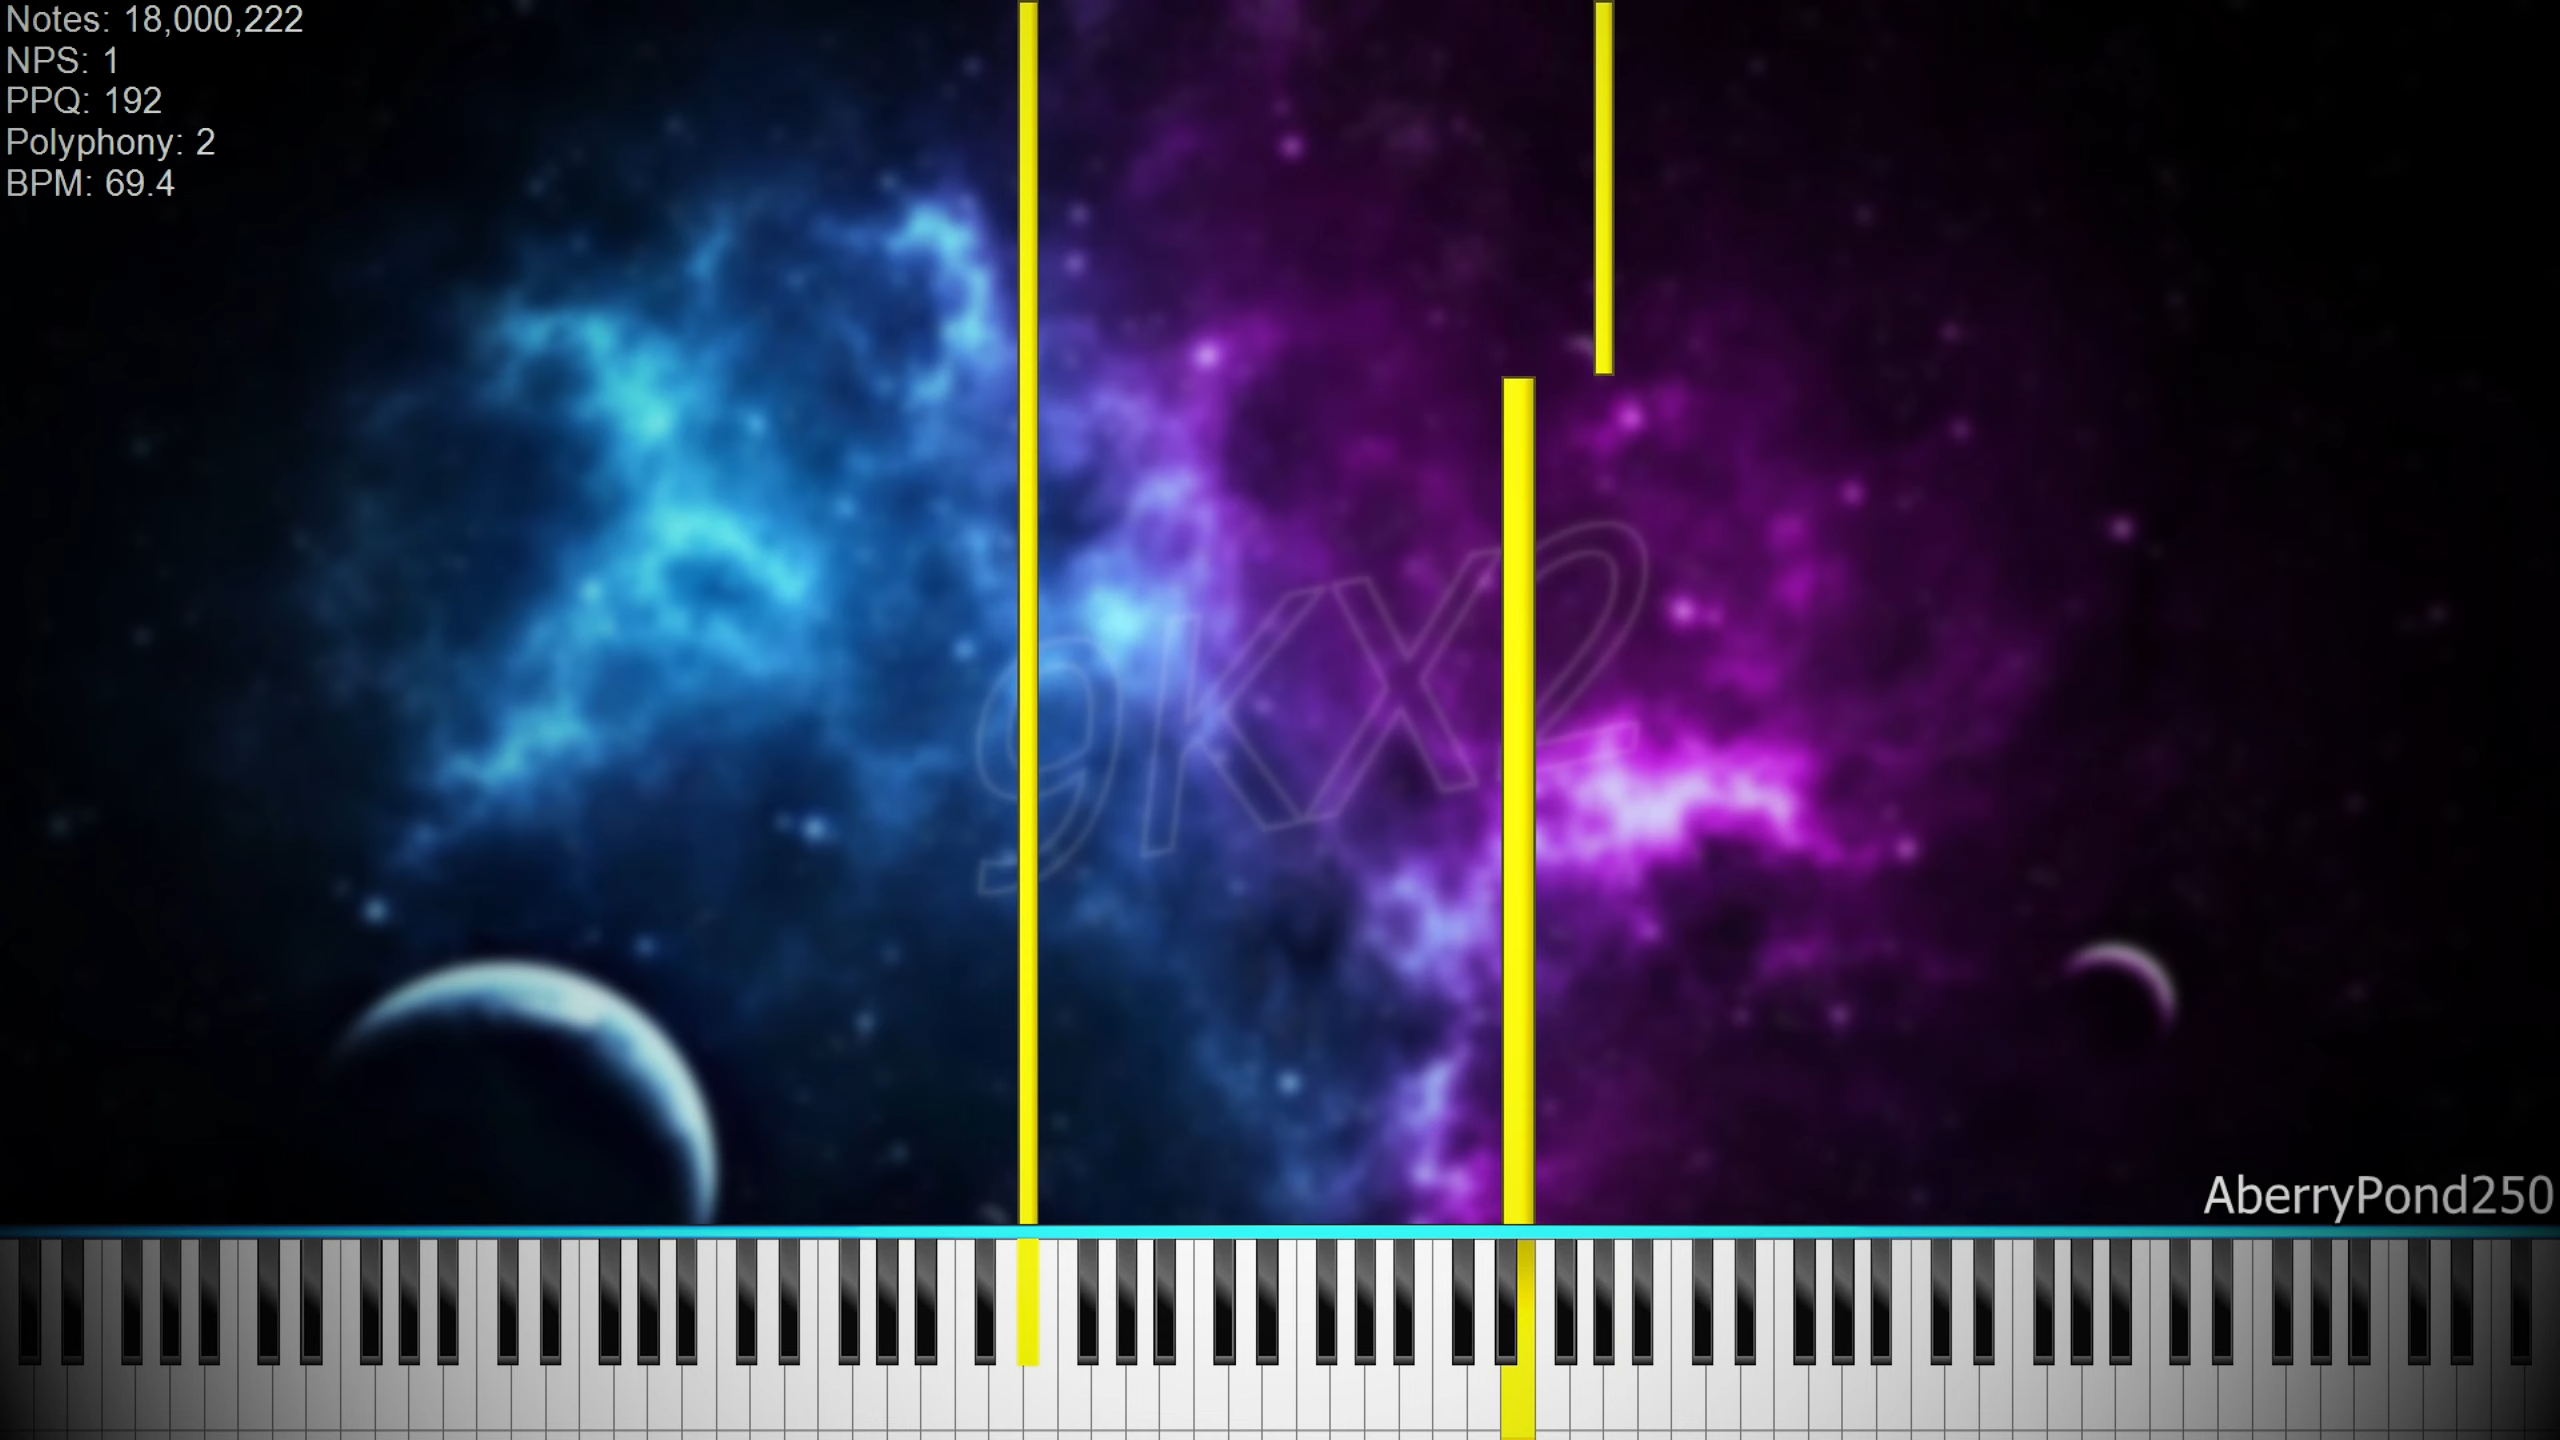 Notes: 18,000,222
NPS: 1
PPQ: 192
Polyphony: 2
BPM: 69.4
9KX2
AberryPond250